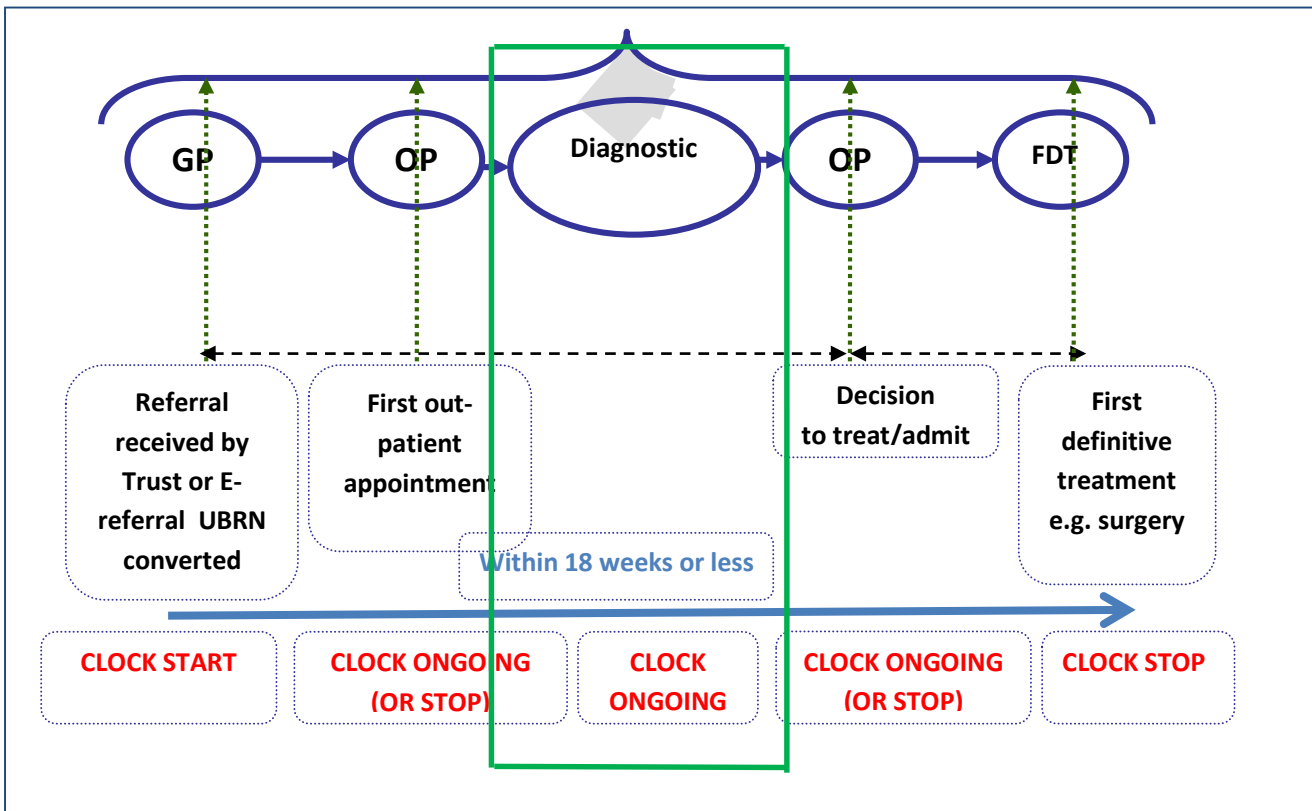 GP
OP
Diagnostic
OP
FDT
Referral
received by
Trust or E-
referral UBRN
converted
First out-
patient
appointment
Decision
to treat/admit
First
definitive
treatment
e.g. surgery
Within 18 weeks or less
CLOCK START
CLOCK ONGOING
(OR STOP)
CLOCK
ONGOING
CLOCK ONGOING
(OR STOP)
CLOCK STOP